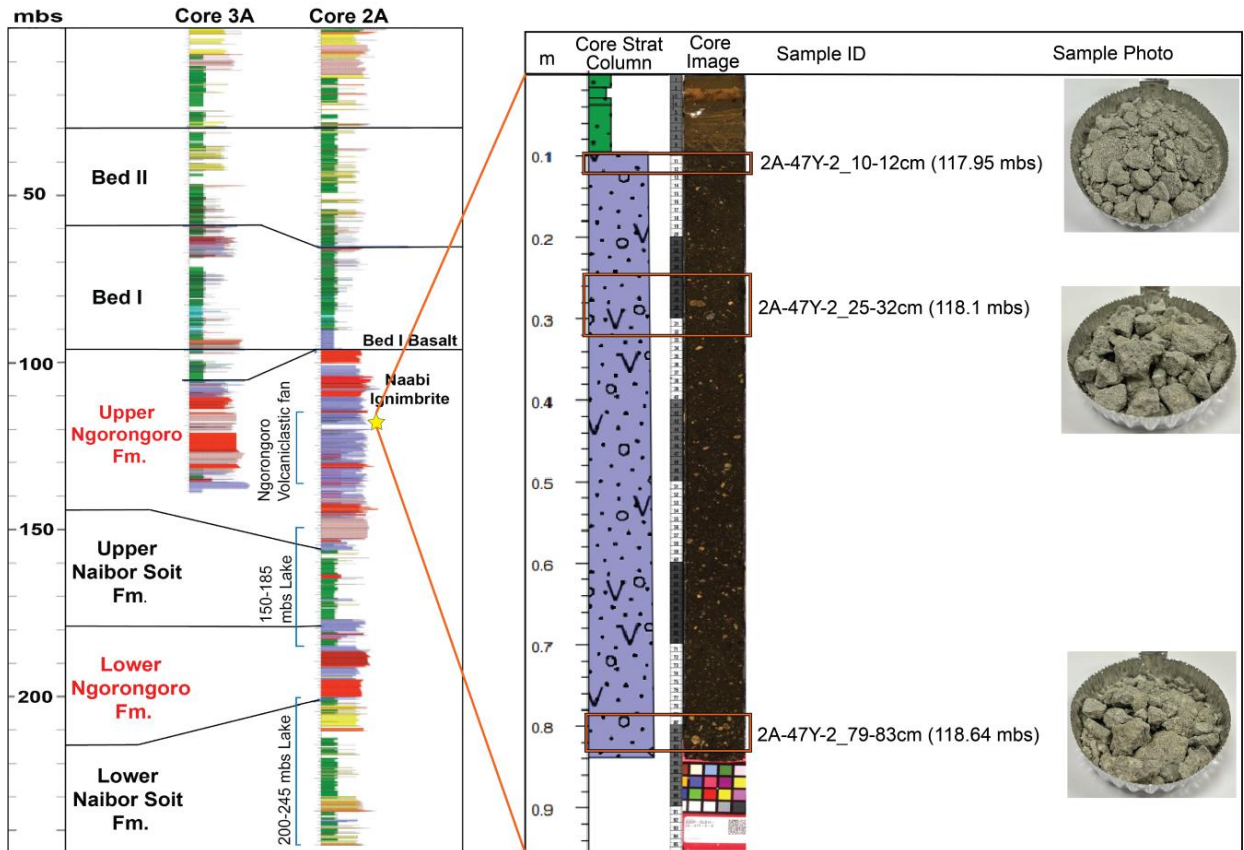 mbs
Core 3A
Core 2A
50
100
150
200
Bed II
Bed I
Upper
Ngorongoro
Fm.
Upper
Naibor Soit
Fm.
Lower
Ngorongoro
Fm.
Lower
Naibor Soit
Fm.
Bed I Basalt
Naabi
Ignimbrite
Ngorongoro
Volcaniclastic fan
150-185
mbs Lake
200-245 mbs Lake
m
Core Strat
Column
Core
Image
Sample ID
Sample Photo
0.1
0.2
0.3
0.4
0.5
0.6
0.7
0.8
0.9
2A-47Y-2_10-12cm (117.95 mbs)
2A-47Y-2_25-32cm (118.1 mbs)
2A-47Y-2_79-83cm (118.64 mbs)